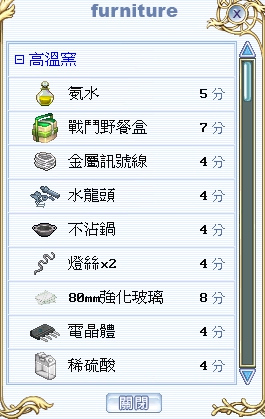 furniture
高溫窯
氨水 5 分
戰鬥野餐盒 7 分
金屬訊號線 4 分
水龍頭 4 分
不沾鍋 4 分
燈絲x2 4 分
80mm強化玻璃 8 分
電晶體 4 分
稀硫酸 4 分
關閉